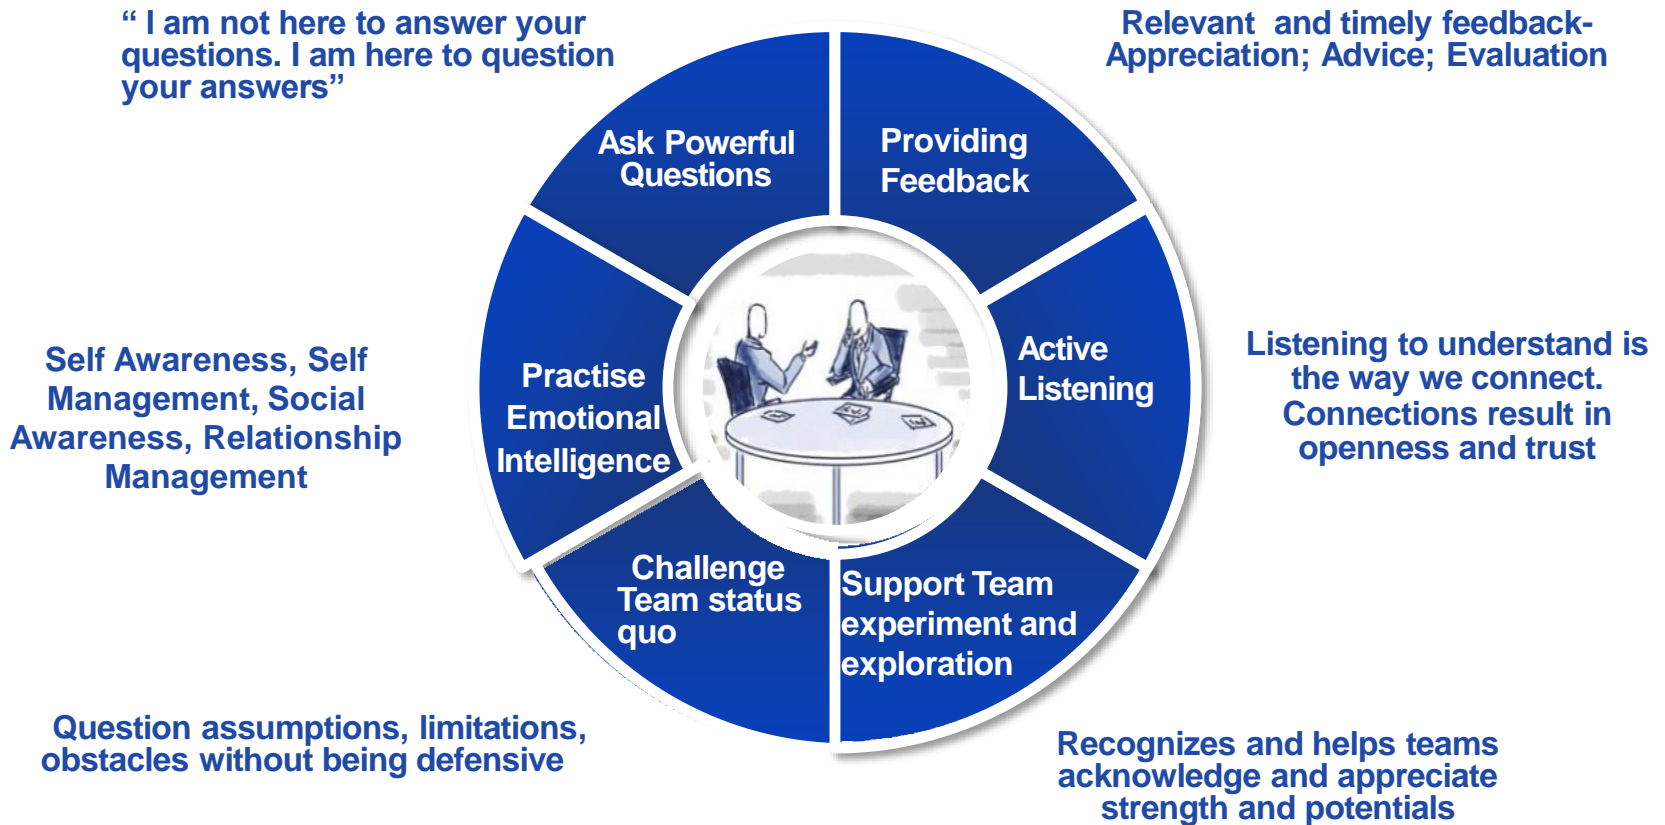 “ I am not here to answer your
questions. I am here to question
your answers”
Relevant and timely feedback-
Appreciation; Advice; Evaluation
Ask Powerful
Questions
Providing
Feedback
Self Awareness, Self
Management, Social
Awareness, Relationship
Management
Practise
Emotional
Intelligence
Active
Listening
Listening to understand is
the way we connect.
Connections result in
openness and trust
Challenge
Team status
quo
Support Team
experiment and
exploration
Question assumptions, limitations,
obstacles without being defensive
Recognizes and helps teams
acknowledge and appreciate
strength and potentials